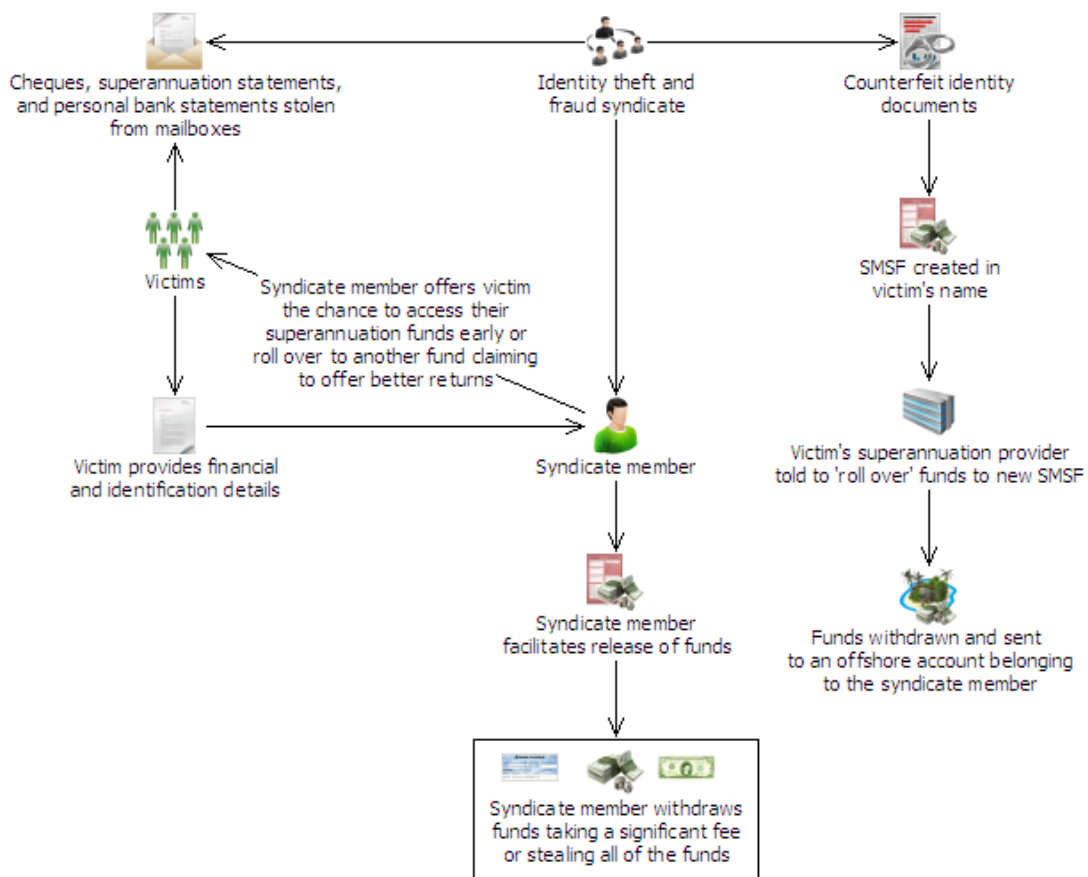 Cheques, superannuation statements,
and personal bank statements stolen
from mailboxes
Identity theft and
fraud syndicate
Counterfeit identity
documents
Victims
Syndicate member offers victim
the chance to access their
superannuation funds early or
roll over to another fund claiming
to offer better returns
SMSF created in
victim's name
Victim provides financial
and identification details
Syndicate member
Victim's superannuation provider
told to 'roll over' funds to new SMSF
Syndicate member
facilitates release of funds
Funds withdrawn and sent
to an offshore account belonging
to the syndicate member
Syndicate member withdraws
funds taking a significant fee
or stealing all of the funds